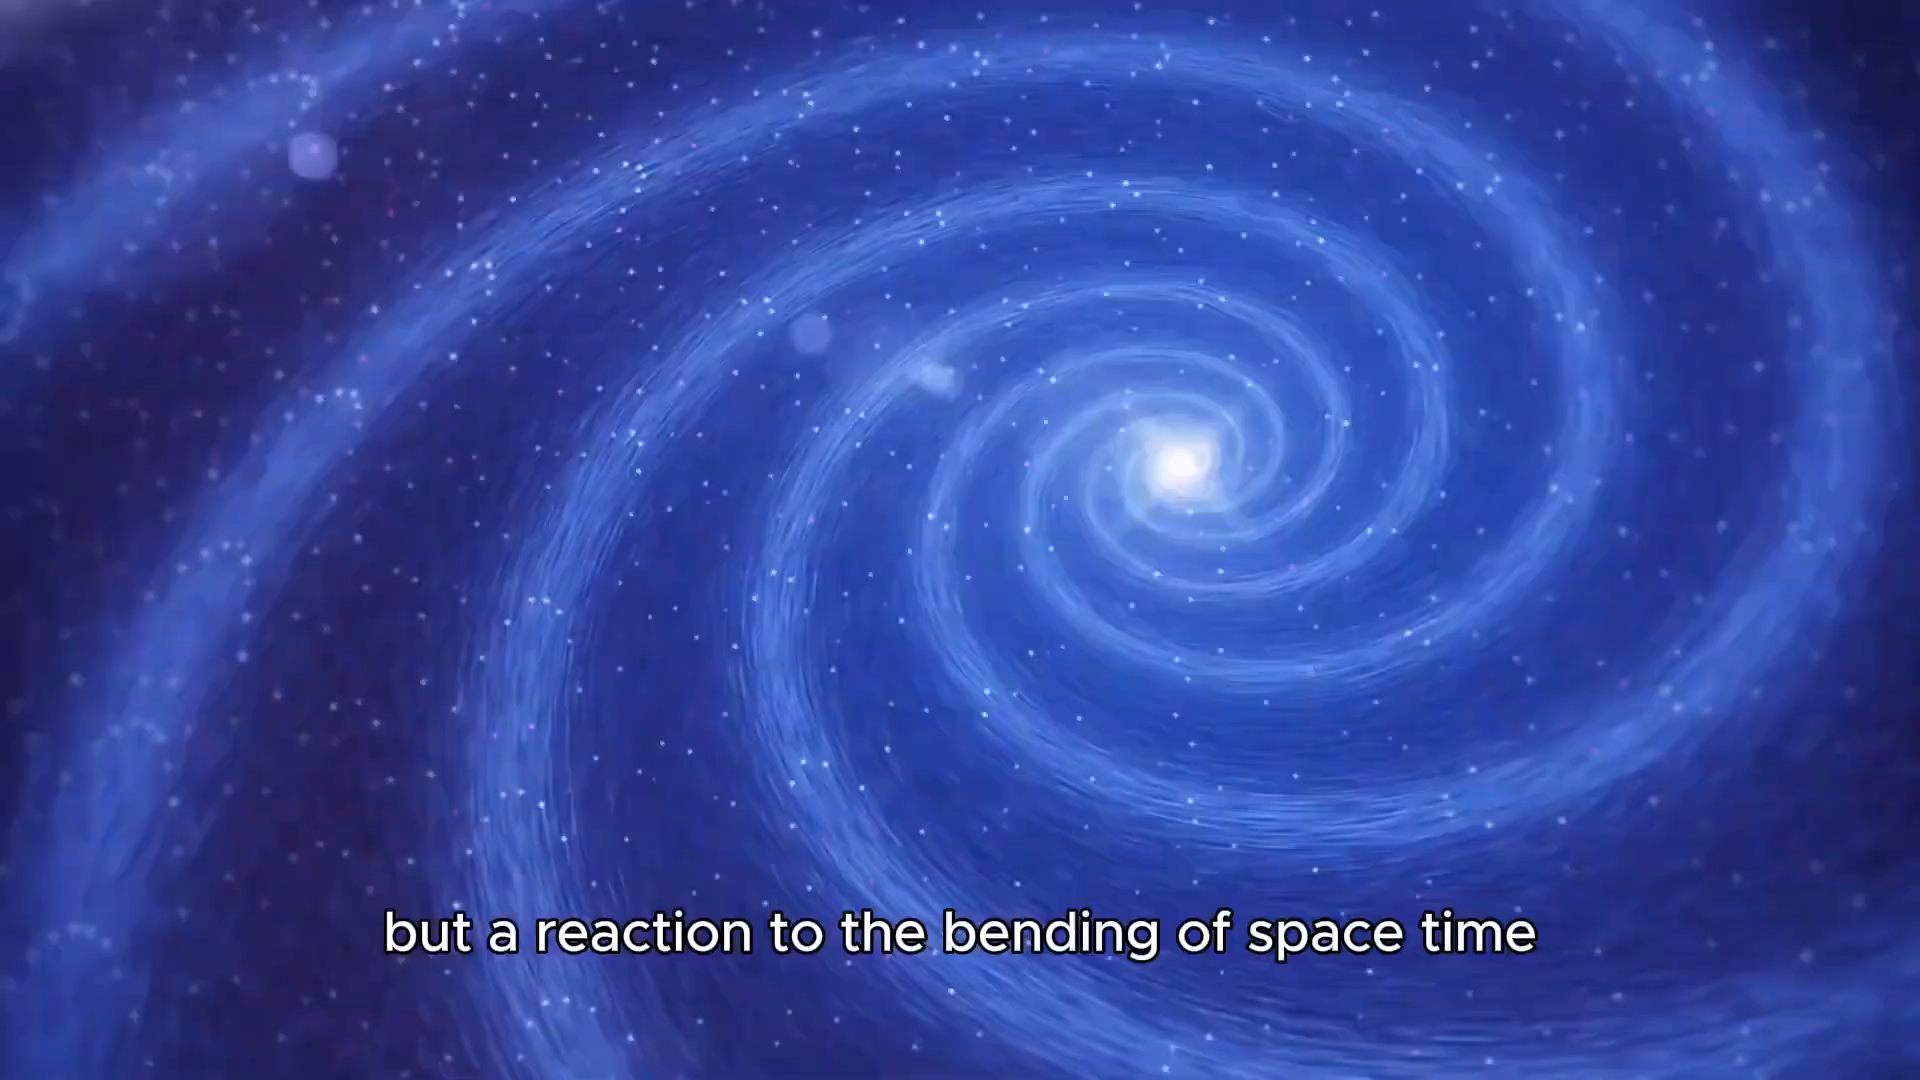 but a reaction to the bending of space time